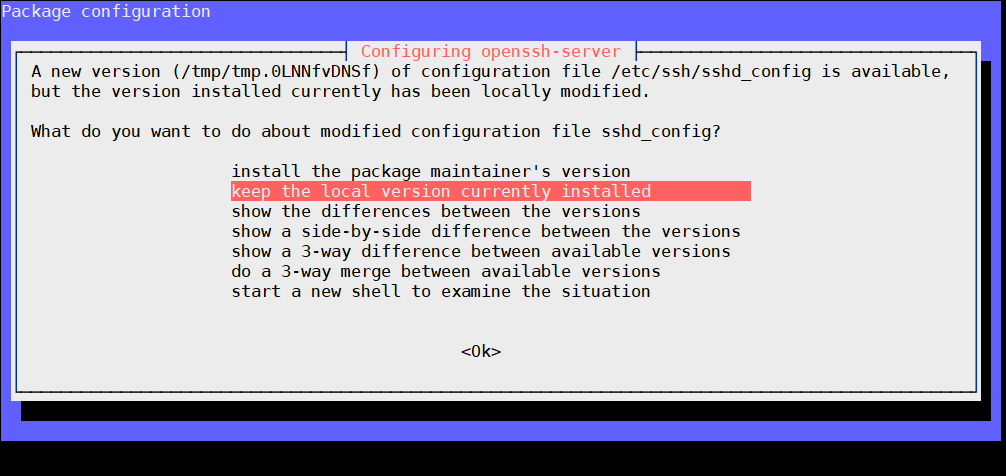 Package configuration
Configuring openssh-server
A new version (/tmp/tmp.0LNNfvDNSf) of configuration file /etc/ssh/sshd_config is available,
but the version installed currently has been locally modified.
What do you want to do about modified configuration file sshd_config?
install the package maintainer's version
keep the local version currently installed
show the differences between the versions
show a side-by-side difference between the versions
show a 3-way difference between available versions
do a 3-way merge between available versions
start a new shell to examine the situation
<Ok>